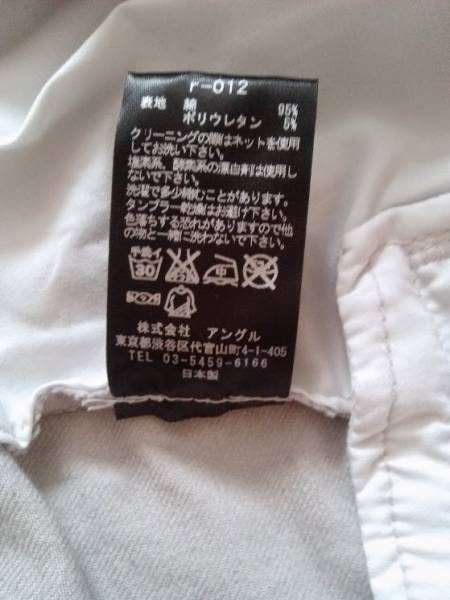 F-012
表地 綿 95%
ポリウレタン 5%
クリーニングの際はネットを使用
してお洗い下さい。
塩素系、酵素系の漂白剤は使用し
ないで下さい。
洗濯で多少縮むことがあります。
タンブラー乾燥はお避け下さい。
色落ちする恐れがありますので他
の物と一緒に洗わないで下さい。
手洗イ
30
株式会社 アングル
東京都渋谷区代官山町4-1-405
TEL 03-5459-6166
日本製